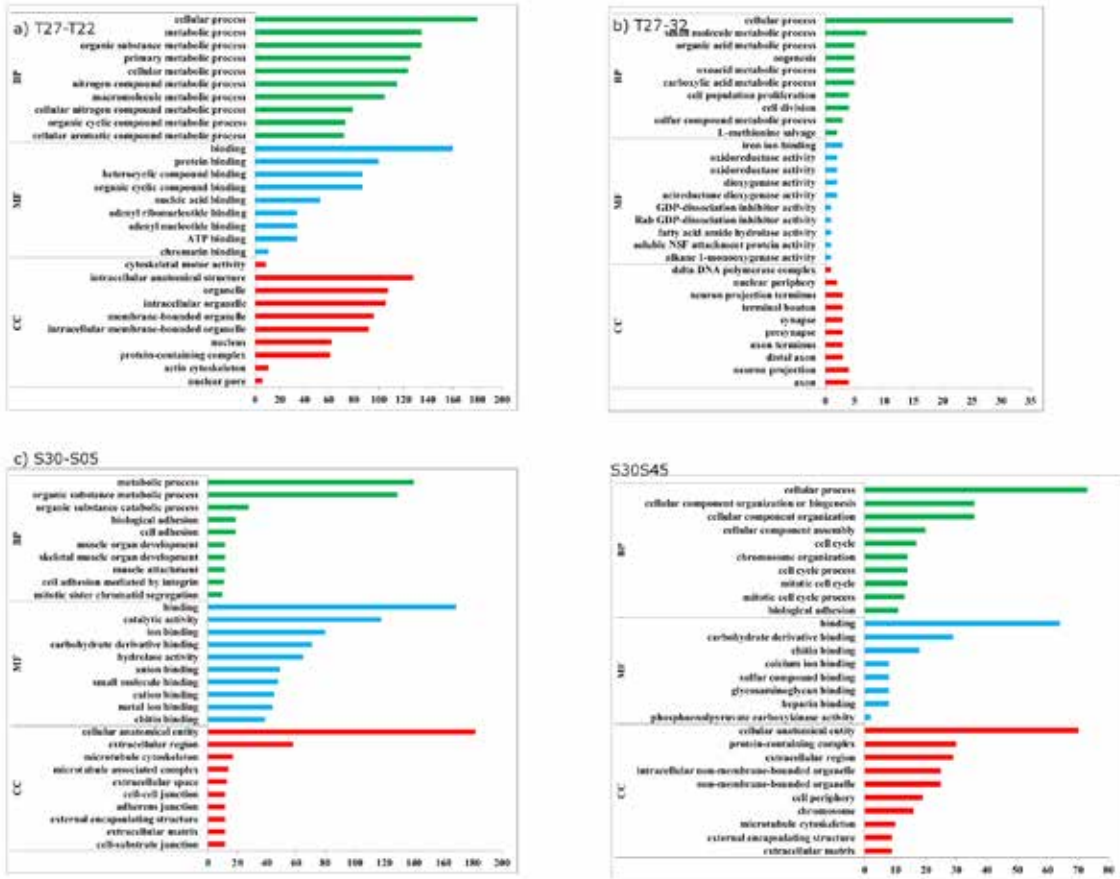 a) T27-T22
cellular process
metabolic process
organic substance metabolic process
primary metabolic process
cellular metabolic process
nitrogen compound metabolic process
macromolecule metabolic process
cellular nitrogen compound metabolic process
organic cyclic compound metabolic process
cellular aromatic compound metabolic process
BP
binding
protein binding
heterocyclic compound binding
organic cyclic compound binding
nucleic acid binding
adenyl ribonucleotide binding
adenyl nucleotide binding
ATP binding
chromatin binding
MF
cytoskeletal motor activity
intracellular anatomical structure
organelle
intracellular organelle
membrane-bounded organelle
intracellular membrane-bounded organelle
nucleus
protein-containing complex
actin cytoskeleton
nuclear pore
CC
0 20 40 60 80 100 120 140 160 180 200
b) T27-32
cellular process
small molecule metabolic process
organic acid metabolic process
oogenesis
oxoacid metabolic process
carboxylic acid metabolic process
cell population proliferation
cell division
sulfur compound metabolic process
L-methionine salvage
BP
iron ion binding
oxidoreductase activity
oxidoreductase activity
dioxygenase activity
acireductone dioxygenase activity
GDP-dissociation inhibitor activity
Rab GDP-dissociation inhibitor activity
fatty acid amide hydrolase activity
soluble NSF attachment protein activity
alkane 1-monooxygenase activity
MF
delta DNA polymerase complex
nuclear periphery
neuron projection terminus
terminal bouton
synapse
presynapse
axon terminus
distal axon
neuron projection
axon
CC
0 5 10 15 20 25 30 35
c) S30-S05
metabolic process
organic substance metabolic process
organic substance catabolic process
biological adhesion
cell adhesion
muscle organ development
skeletal muscle organ development
muscle attachment
cell adhesion mediated by integrin
mitotic sister chromatid segregation
BP
binding
catalytic activity
ion binding
carbohydrate derivative binding
hydrolase activity
anion binding
small molecule binding
cation binding
metal ion binding
chitin binding
MF
cellular anatomical entity
extracellular region
microtubule cytoskeleton
microtubule associated complex
extracellular space
cell-cell junction
adherens junction
external encapsulating structure
extracellular matrix
cell-substrate junction
CC
0 20 40 60 80 100 120 140 160 180 200
S30S45
cellular process
cellular component organization or biogenesis
cellular component organization
cellular component assembly
cell cycle
chromosome organization
cell cycle process
mitotic cell cycle
mitotic cell cycle process
biological adhesion
BP
binding
carbohydrate derivative binding
chitin binding
calcium ion binding
sulfur compound binding
glycosaminoglycan binding
heparin binding
phosphoenolpyruvate carboxykinase activity
MF
cellular anatomical entity
protein-containing complex
extracellular region
intracellular non-membrane-bounded organelle
non-membrane-bounded organelle
cell periphery
chromosome
microtubule cytoskeleton
external encapsulating structure
extracellular matrix
CC
0 10 20 30 40 50 60 70 80